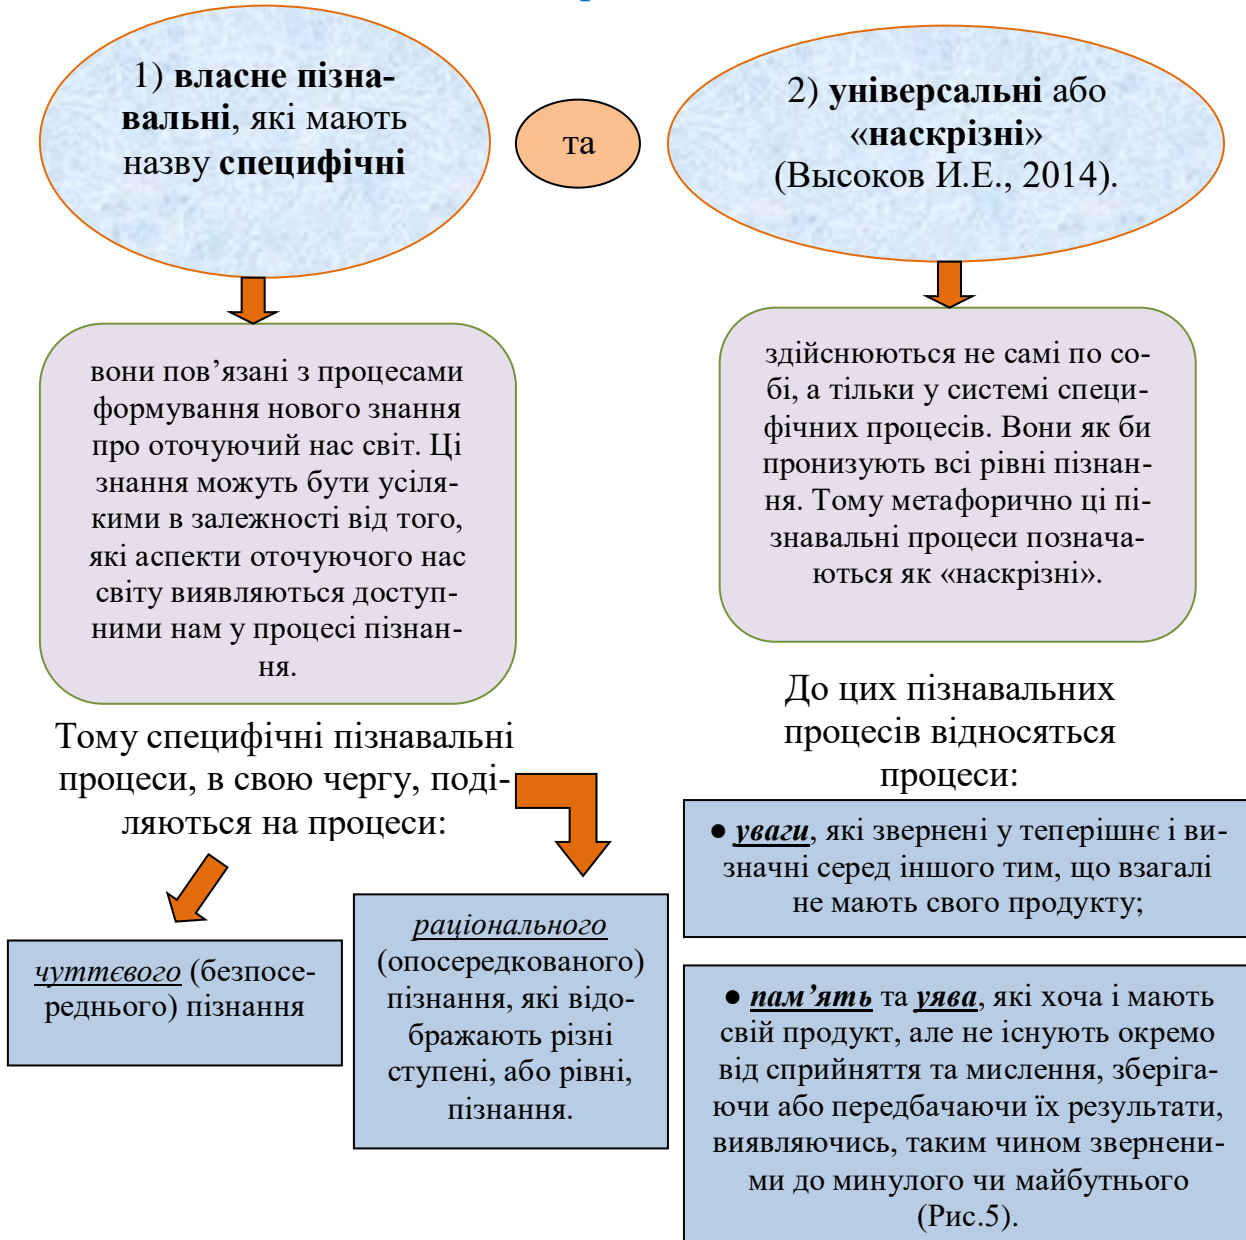 1) власне пізна-
вальні, які мають
назву специфічні
та
2) універсальні або
«наскрізні»
(Высоков И.Е., 2014).
вони пов’язані з процесами
формування нового знання
про оточуючий нас світ. Ці
знання можуть бути усіля-
кими в залежності від того,
які аспекти оточуючого нас
світу виявляються доступ-
ними нам у процесі пізнан-
ня.
здійснюються не самі по со-
бі, а тільки у системі специ-
фічних процесів. Вони як би
пронизують всі рівні пізнан-
ня. Тому метафорично ці пі-
знавальні процеси познача-
ються як «наскрізні».
Тому специфічні пізнавальні
процеси, в свою чергу, поді-
ляються на процеси:
чуттєвого (безпосе-
реднього) пізнання
раціонального
(опосередкованого)
пізнання, які відо-
бражають різні
ступені, або рівні,
пізнання.
До цих пізнавальних
процесів відносяться
процеси:
● уваги, які звернені у теперішнє і ви-
значні серед іншого тим, що взагалі
не мають свого продукту;
● пам’ять та уява, які хоча і мають
свій продукт, але не існують окремо
від сприйняття та мислення, зберіга-
ючи або передбачаючи їх результати,
виявляючись, таким чином звернени-
ми до минулого чи майбутнього
(Рис.5).